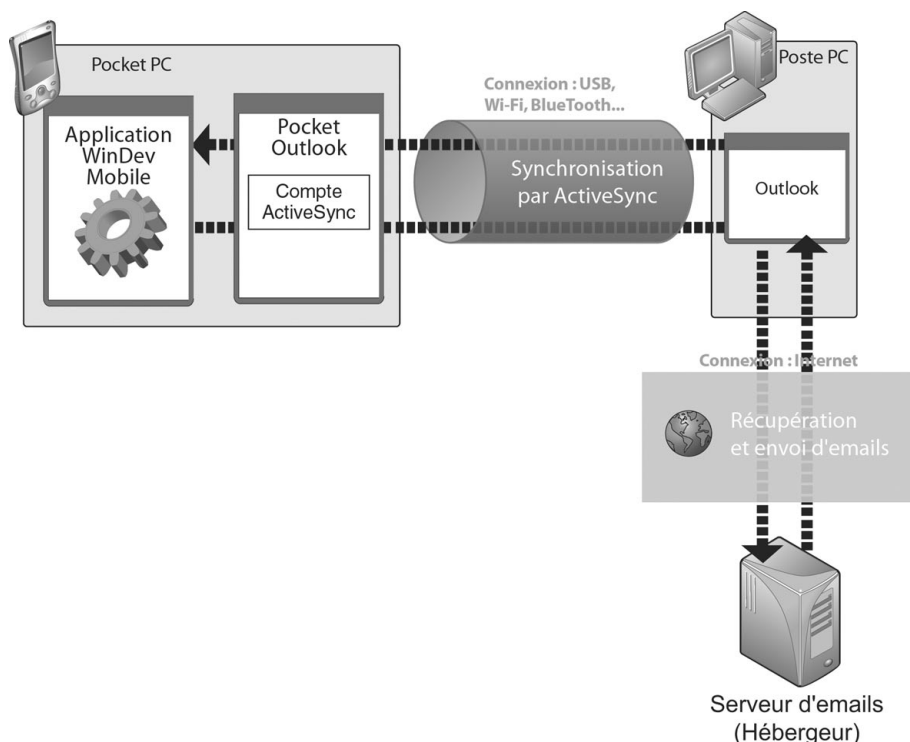 Pocket PC
Application
WinDev
Mobile
Pocket
Outlook
Compte
ActiveSync
Connexion : USB,
Wi-Fi, BlueTooth...
Synchronisation
par ActiveSync
Poste PC
Outlook
Connexion : Internet
Récupération
et envoi d'emails
Serveur d'emails
(Hébergeur)